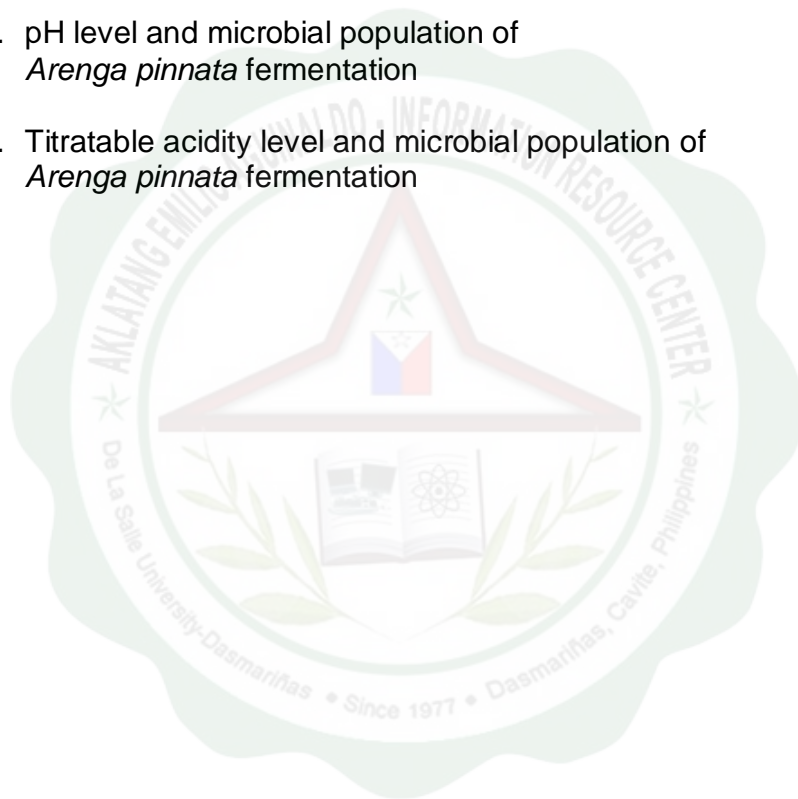 . pH level and microbial population of
Arenga pinnata fermentation
. Titratable acidity level and microbial population of
Arenga pinnata fermentation
AKLATANG EMILIO AGUINALDO - INFORMATION RESOURCE CENTER
De La Salle University-Dasmariñas • Since 1977 • Dasmariñas, Cavite, Philippines